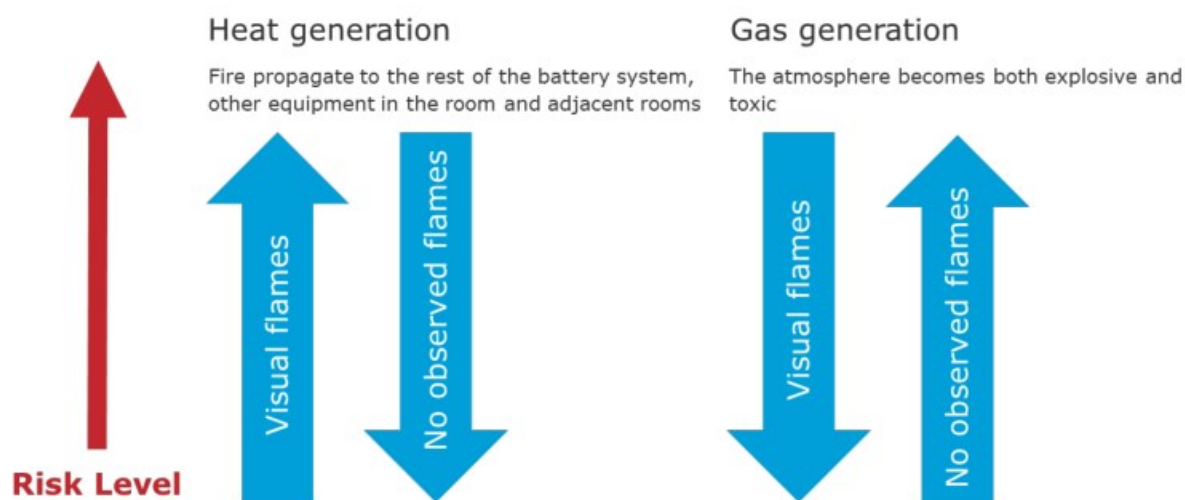 Heat generation
Fire propagate to the rest of the battery system,
other equipment in the room and adjacent rooms
Visual flames
No observed flames
Gas generation
The atmosphere becomes both explosive and
toxic
Visual flames
No observed flames
Risk Level